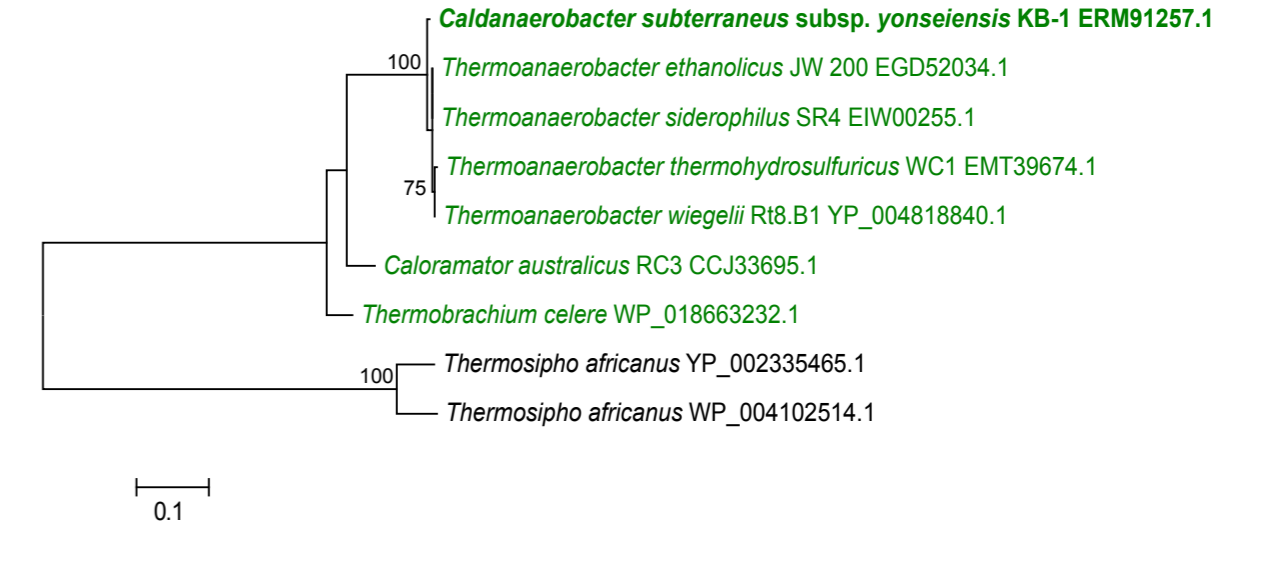 Caldanaerobacter subterraneus subsp. yonseiensis KB-1 ERM91257.1
100
Thermoanaerobacter ethanolicus JW 200 EGD52034.1
Thermoanaerobacter siderophilus SR4 EIW00255.1
Thermoanaerobacter thermohydrosulfuricus WC1 EMT39674.1
75
Thermoanaerobacter wiegelii Rt8.B1 YP_004818840.1
Caloramator australicus RC3 CCJ33695.1
Thermobrachium celere WP_018663232.1
Thermosipho africanus YP_002335465.1
100
Thermosipho africanus WP_004102514.1
0.1